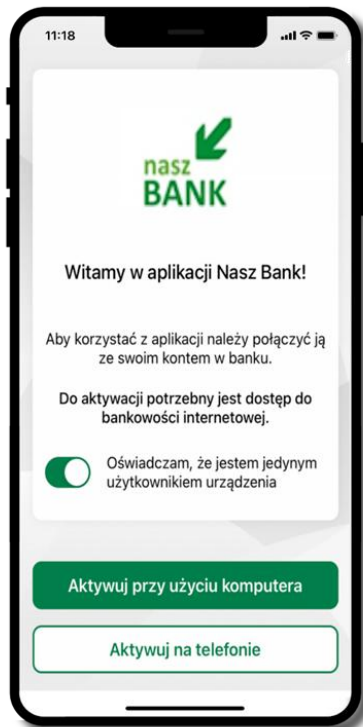 11:18
nasz
BANK
Witamy w aplikacji Nasz Bank!
Aby korzystać z aplikacji należy połączyć ją
ze swoim kontem w banku.
Do aktywacji potrzebny jest dostęp do
bankowości internetowej.
Oświadczam, że jestem jedynym
użytkownikiem urządzenia
Aktywuj przy użyciu komputera
Aktywuj na telefonie